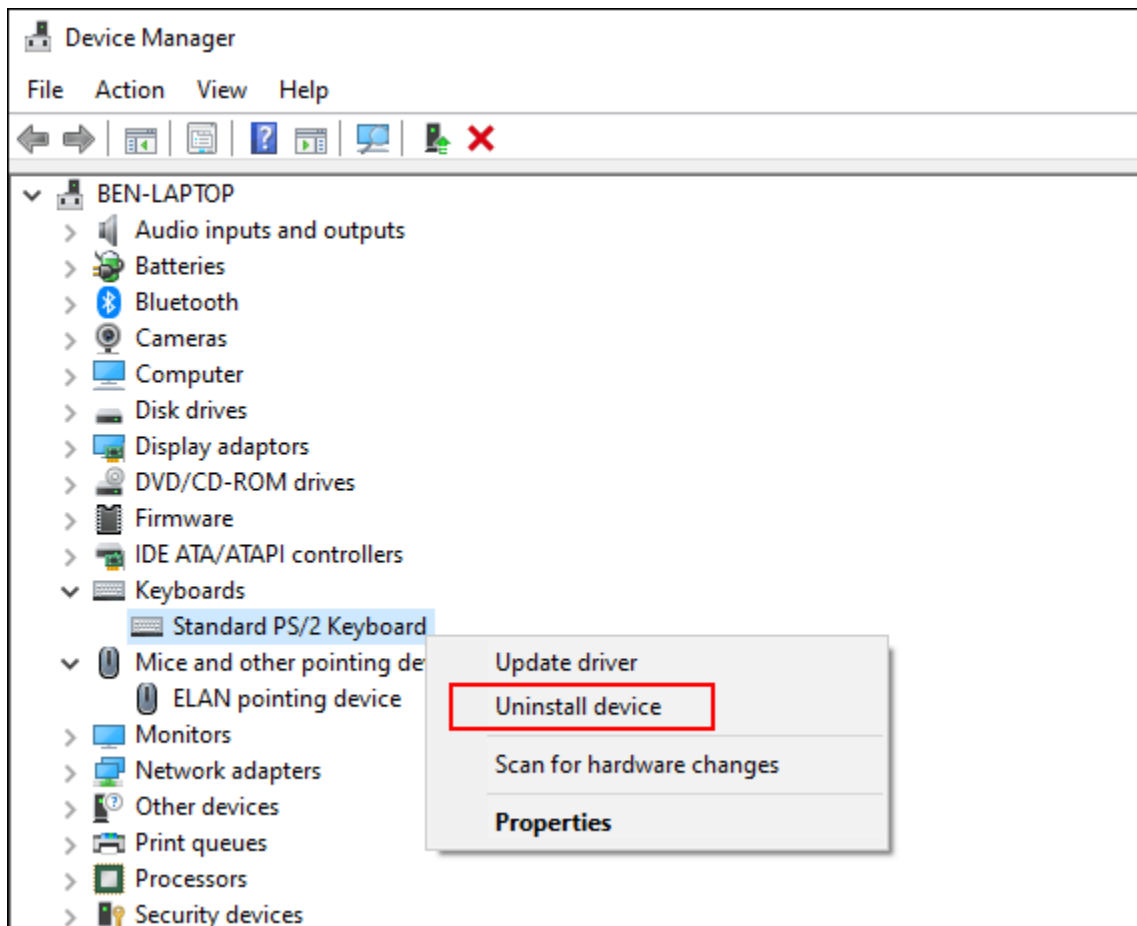 Device Manager
File Action View Help
BEN-LAPTOP
Audio inputs and outputs
Batteries
Bluetooth
Cameras
Computer
Disk drives
Display adaptors
DVD/CD-ROM drives
Firmware
IDE ATA/ATAPI controllers
Keyboards
Standard PS/2 Keyboard
Mice and other pointing de
ELAN pointing device
Monitors
Network adapters
Other devices
Print queues
Processors
Security devices
Update driver
Uninstall device
Scan for hardware changes
Properties